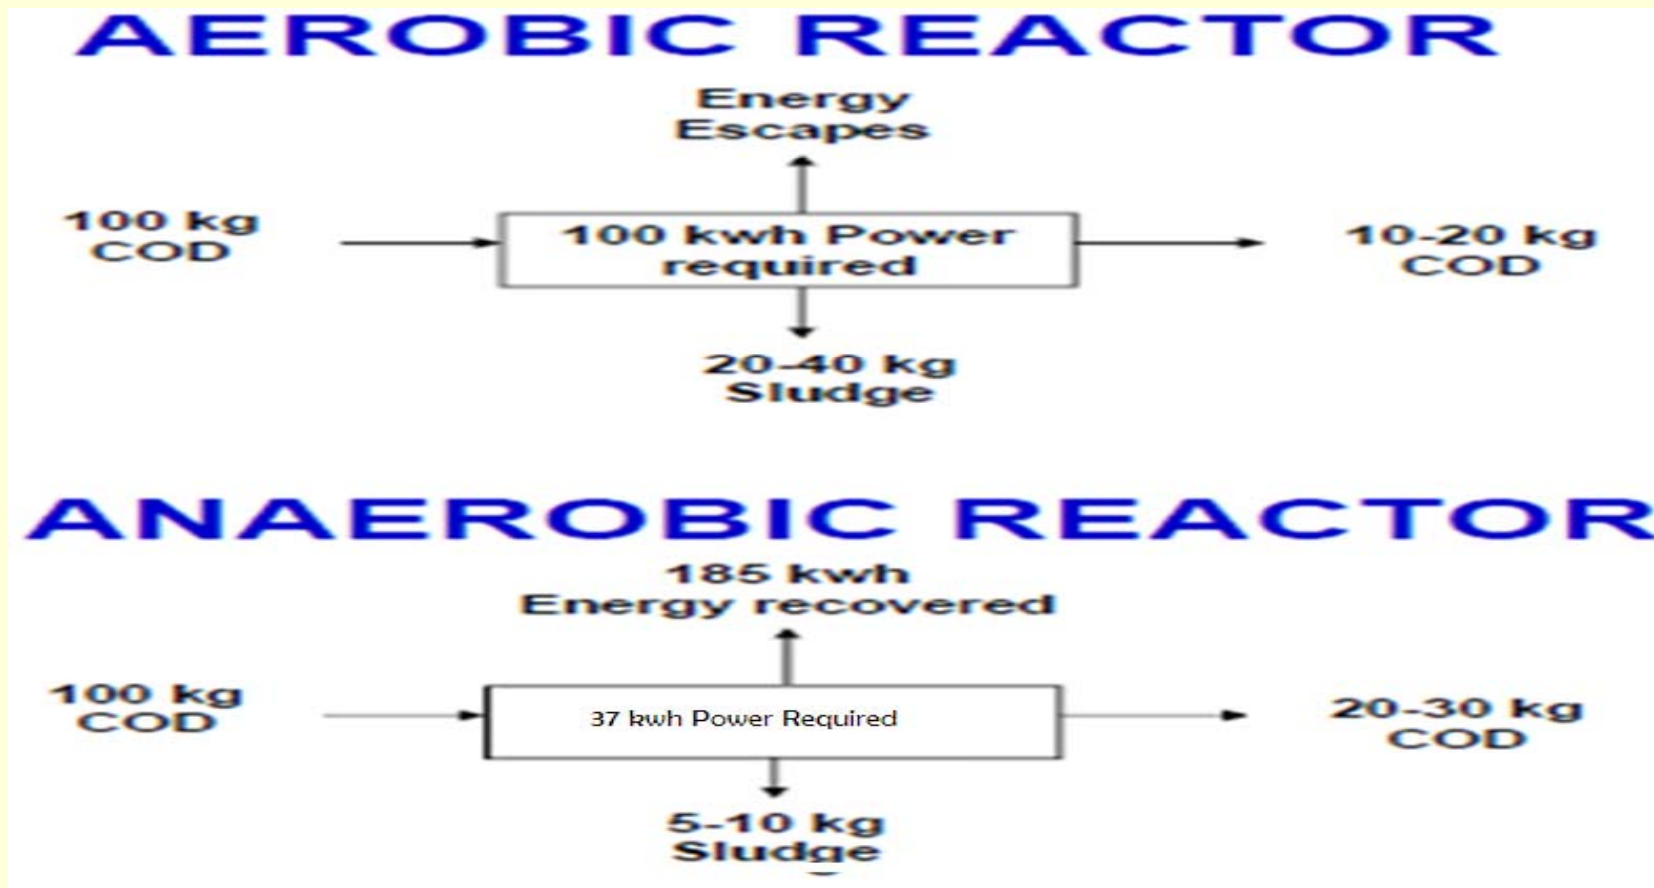 AEROBIC REACTOR
Energy
Escapes
100 kg
COD
100 kwh Power
required
10-20 kg
COD
20-40 kg
Sludge
ANAEROBIC REACTOR
185 kwh
Energy recovered
100 kg
COD
37 kwh Power Required
20-30 kg
COD
5-10 kg
Sludge